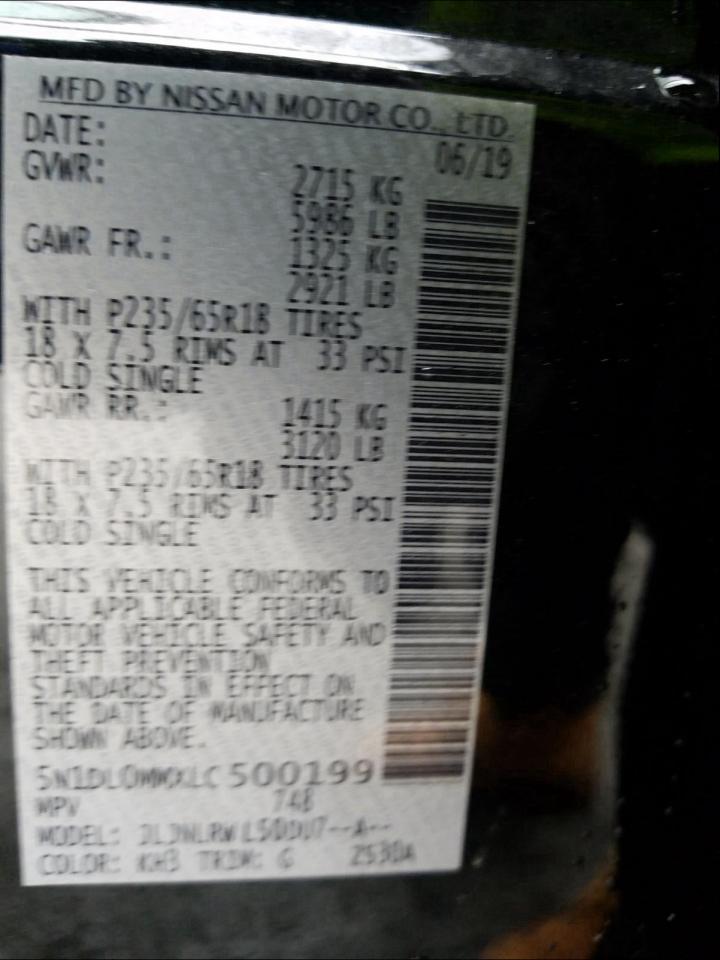 MFD BY NISSAN MOTOR CO., LTD.
DATE: 06/19
GVWR: 2715 KG
5986 LB
GAWR FR.: 1325 KG
2921 LB
WITH P235/65R18 TIRES
18 X 7.5 RIMS AT 33 PSI
COLD SINGLE
GAWR RR.: 1415 KG
3120 LB
WITH P235/65R18 TIRES
18 X 7.5 RIMS AT 33 PSI
COLD SINGLE
THIS VEHICLE CONFORMS TO
ALL APPLICABLE FEDERAL
MOTOR VEHICLE SAFETY AND
THEFT PREVENTION
STANDARDS IN EFFECT ON
THE DATE OF MANUFACTURE
SHOWN ABOVE.
500199
MPV 748
MODEL:
COLOR: KH3 TRIM: G